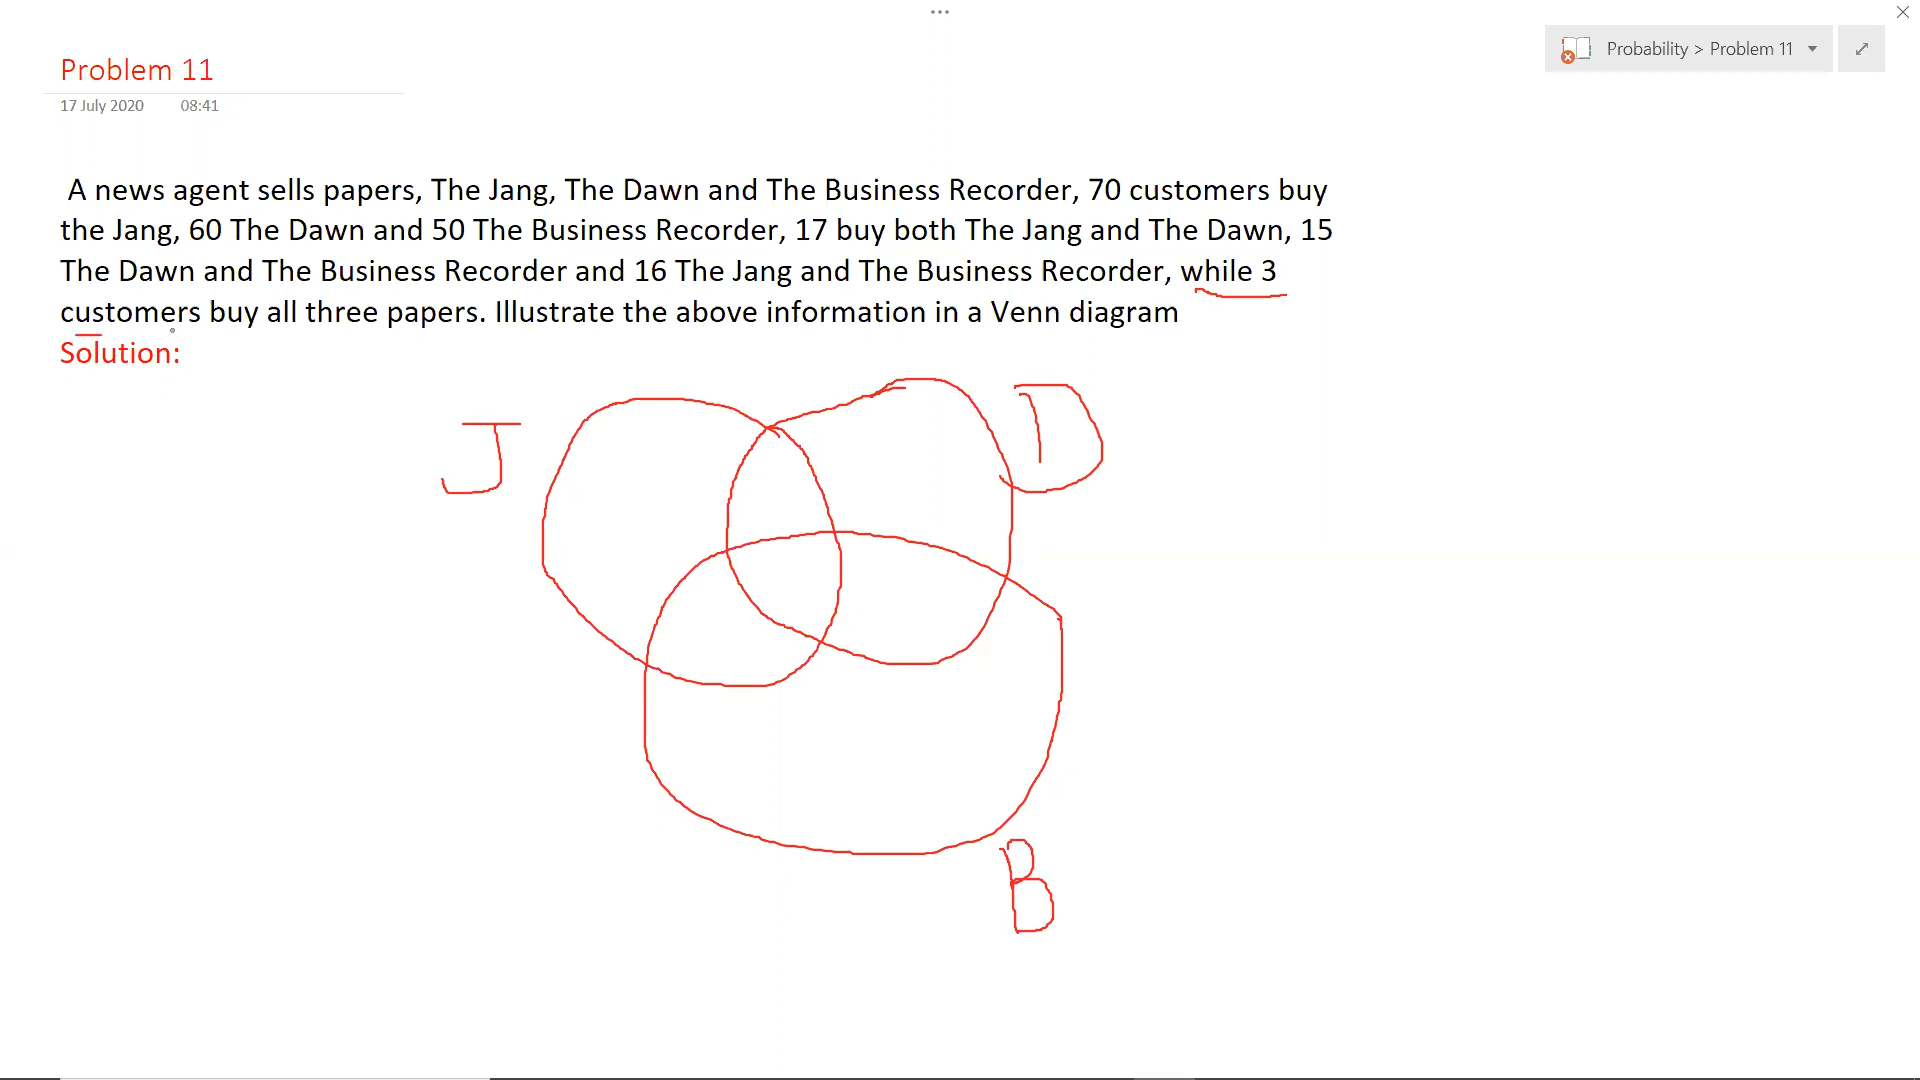 Probability > Problem 11
Problem 11
17 July 2020 08:41
A news agent sells papers, The Jang, The Dawn and The Business Recorder, 70 customers buy
the Jang, 60 The Dawn and 50 The Business Recorder, 17 buy both The Jang and The Dawn, 15
The Dawn and The Business Recorder and 16 The Jang and The Business Recorder, while 3
customers buy all three papers. Illustrate the above information in a Venn diagram
Solution:
J
D
B